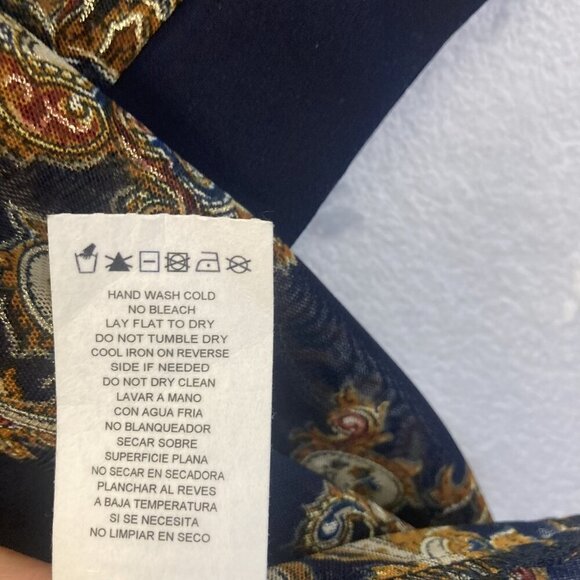 HAND WASH COLD
NO BLEACH
LAY FLAT TO DRY
DO NOT TUMBLE DRY
COOL IRON ON REVERSE
SIDE IF NEEDED
DO NOT DRY CLEAN
LAVAR A MANO
CON AGUA FRIA
NO BLANQUEADOR
SECAR SOBRE
SUPERFICIE PLANA
NO SECAR EN SECADORA
PLANCHAR AL REVES
A BAJA TEMPERATURA
SI SE NECESITA
NO LIMPIAR EN SECO